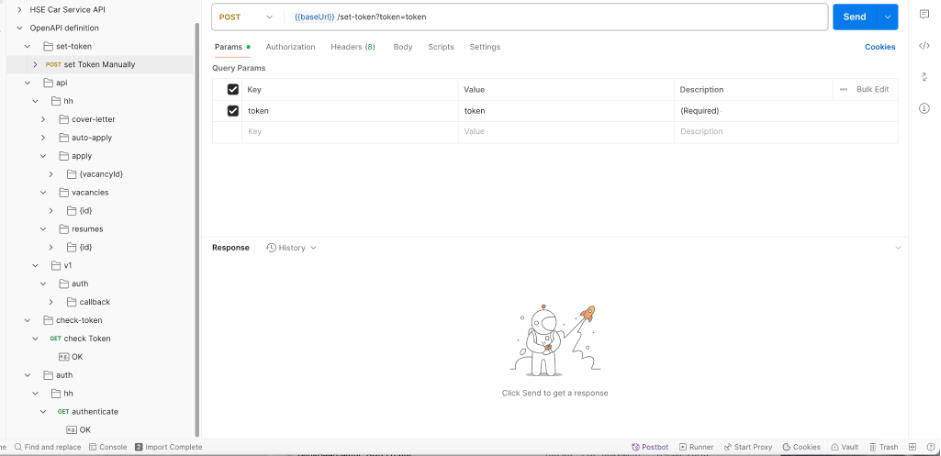 HSE Car Service API
OpenAPI definition
set-token
POST set Token Manually
api
hh
cover-letter
auto-apply
apply
{vacancyId}
vacancies
{id}
resumes
{id}
v1
auth
callback
check-token
GET check Token
OK
auth
hh
GET authenticate
OK
POST {{baseUrl}} /set-token?token=token Send
Params Authorization Headers (8) Body Scripts Settings Cookies
Query Params
Key Value Description Bulk Edit
token token (Required)
Key Value Description
Response History
Click Send to get a response
Find and replace Console Import Complete Postbot Runner Start Proxy Cookies Vault Trash